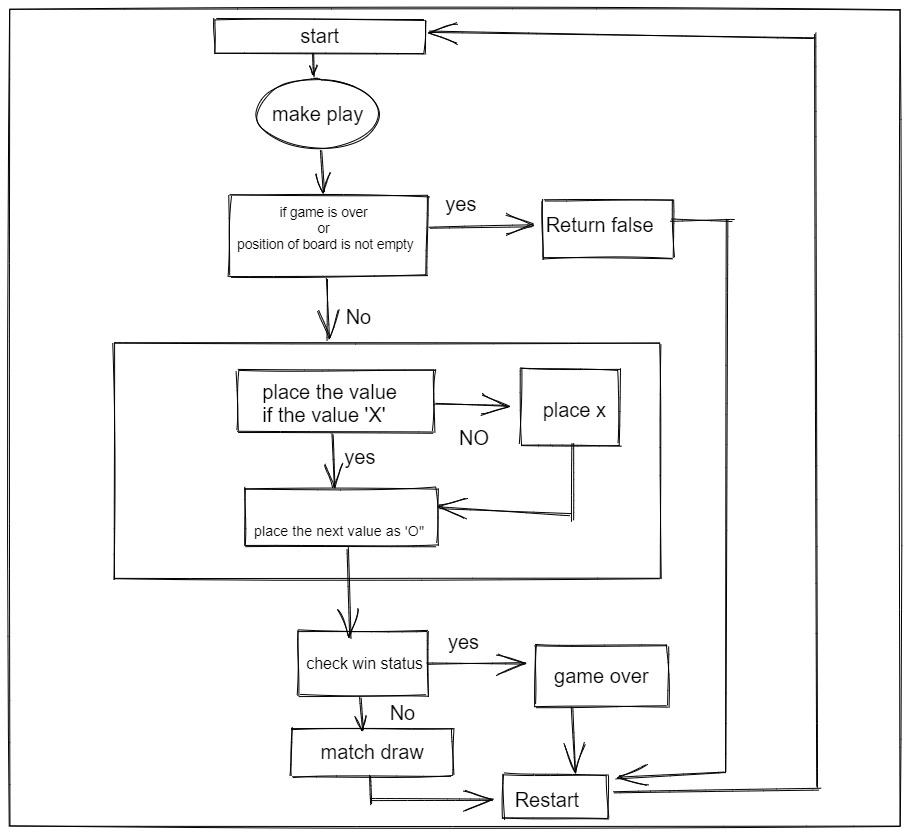 start
make play
if game is over
or
position of board is not empty
yes
Return false
No
place the value
if the value 'X'
NO
place x
yes
place the next value as 'O"
check win status
yes
game over
No
match draw
Restart